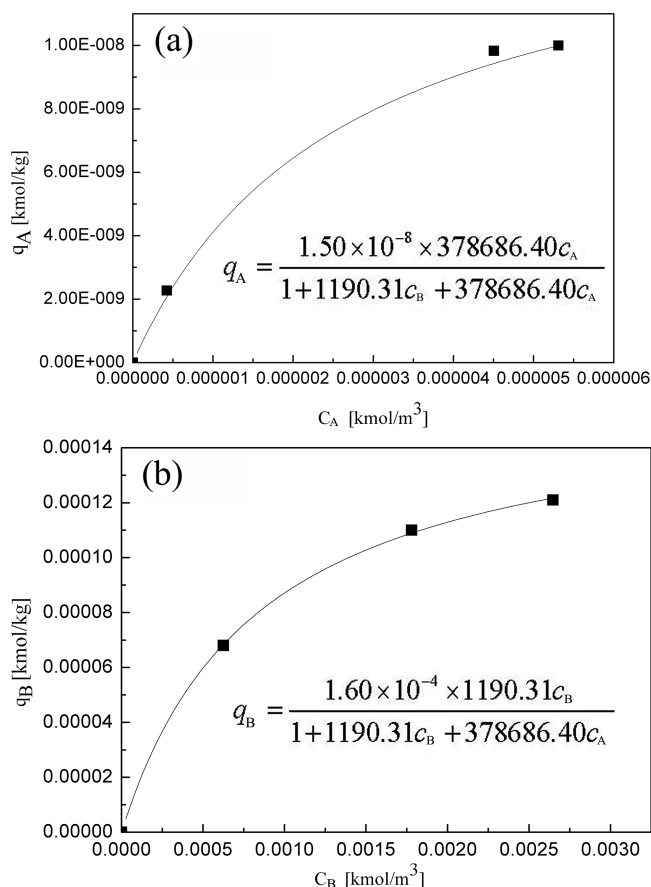 (a)
1.00E-008
8.00E-009
6.00E-009
4.00E-009
2.00E-009
0.00E+000
q_A [kmol/kg]
q_A = 1.50×10^-8×378686.40c_A / 1+1190.31c_B+378686.40c_A
0.000000 0.000001 0.000002 0.000003 0.000004 0.000005 0.000006
C_A [kmol/m^3]
(b)
0.00014
0.00012
0.00010
0.00008
0.00006
0.00004
0.00002
0.00000
q_B [kmol/kg]
q_B = 1.60×10^-4×1190.31c_B / 1+1190.31c_B+378686.40c_A
0.0000 0.0005 0.0010 0.0015 0.0020 0.0025 0.0030
C_B [kmol/m^3]